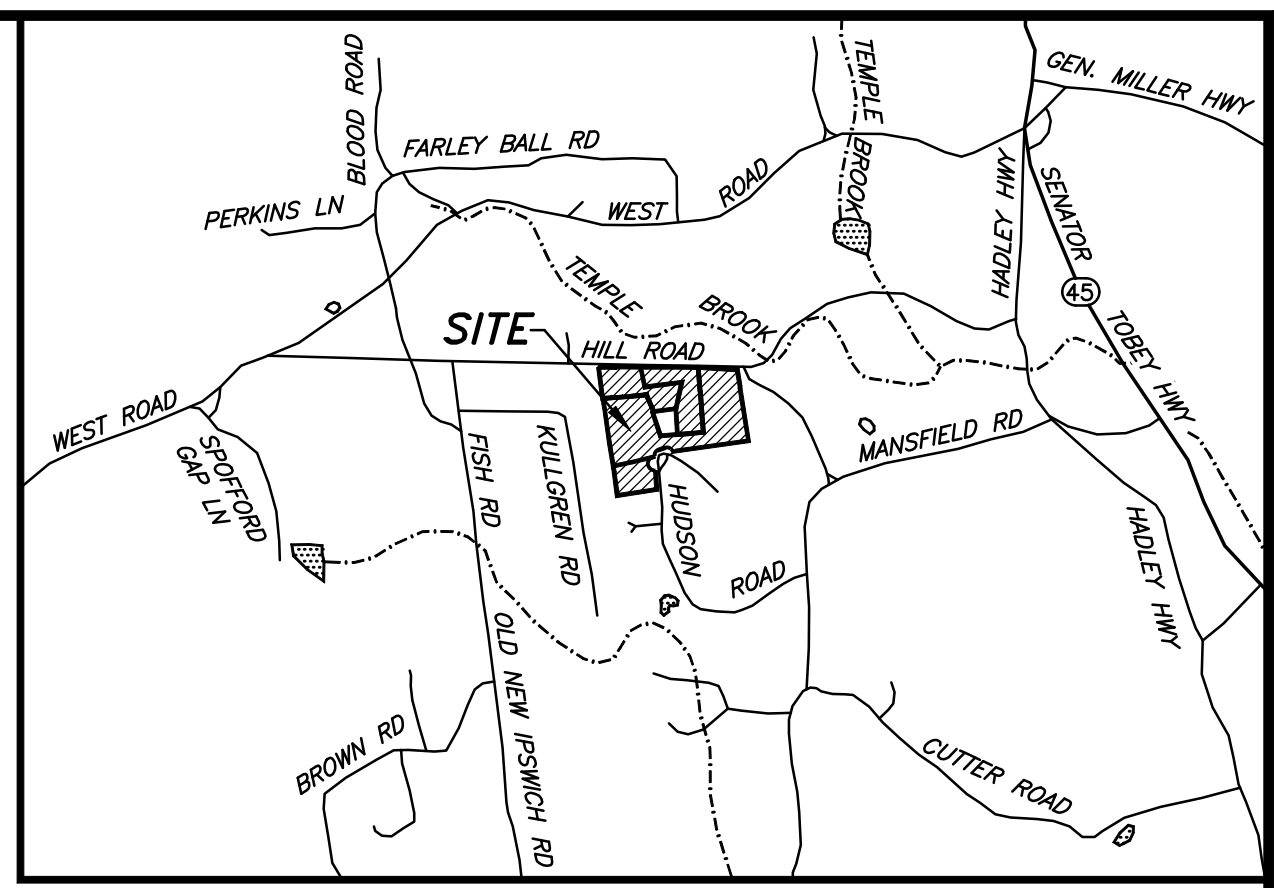 BLOOD ROAD
FARLEY BALL RD
PERKINS LN
WEST
ROAD
TEMPLE
BROOK
GEN. MILLER HWY
HADLEY HWY
SENATOR
45
TOBEY HWY
TEMPLE
BROOK
SITE
HILL ROAD
WEST ROAD
SPOFFORD
GAP LN
FISH RD
KULLGREN RD
HUDSON
ROAD
MANSFIELD RD
HADLEY HWY
OLD NEW IPSWICH RD
BROWN RD
CUTTER ROAD